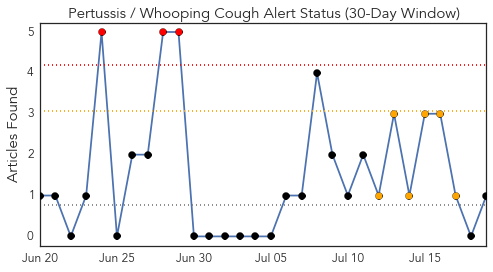 Pertussis / Whooping Cough Alert Status (30-Day Window)
Articles Found
5
4
3
2
1
0
Jun 20
Jun 25
Jun 30
Jul 05
Jul 10
Jul 15